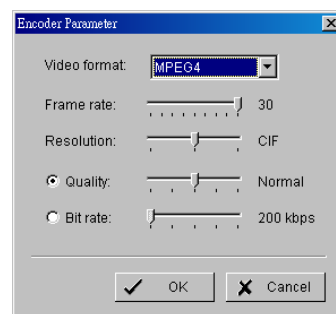 Encoder Parameter
Video format: MPEG4
Frame rate: 30
Resolution: CIF
Quality: Normal
Bit rate: 200 kbps
OK Cancel